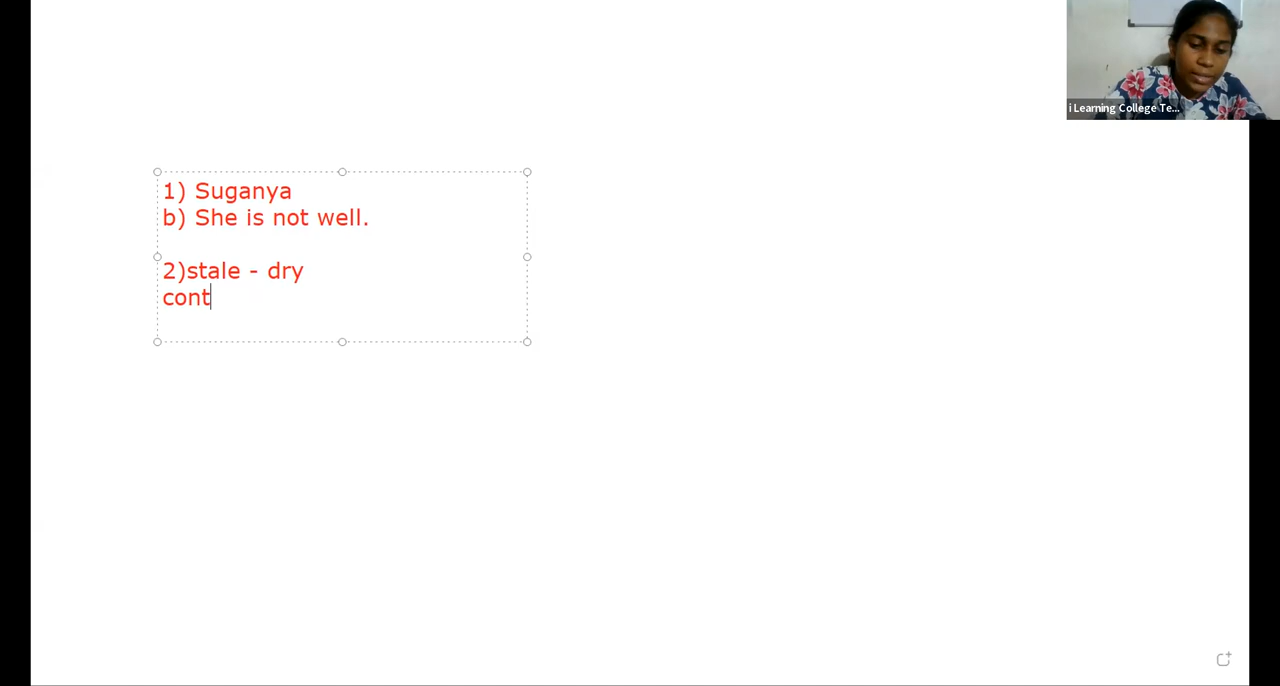 i Learning College Te...
1) Suganya
b) She is not well.
2)stale - dry
cont